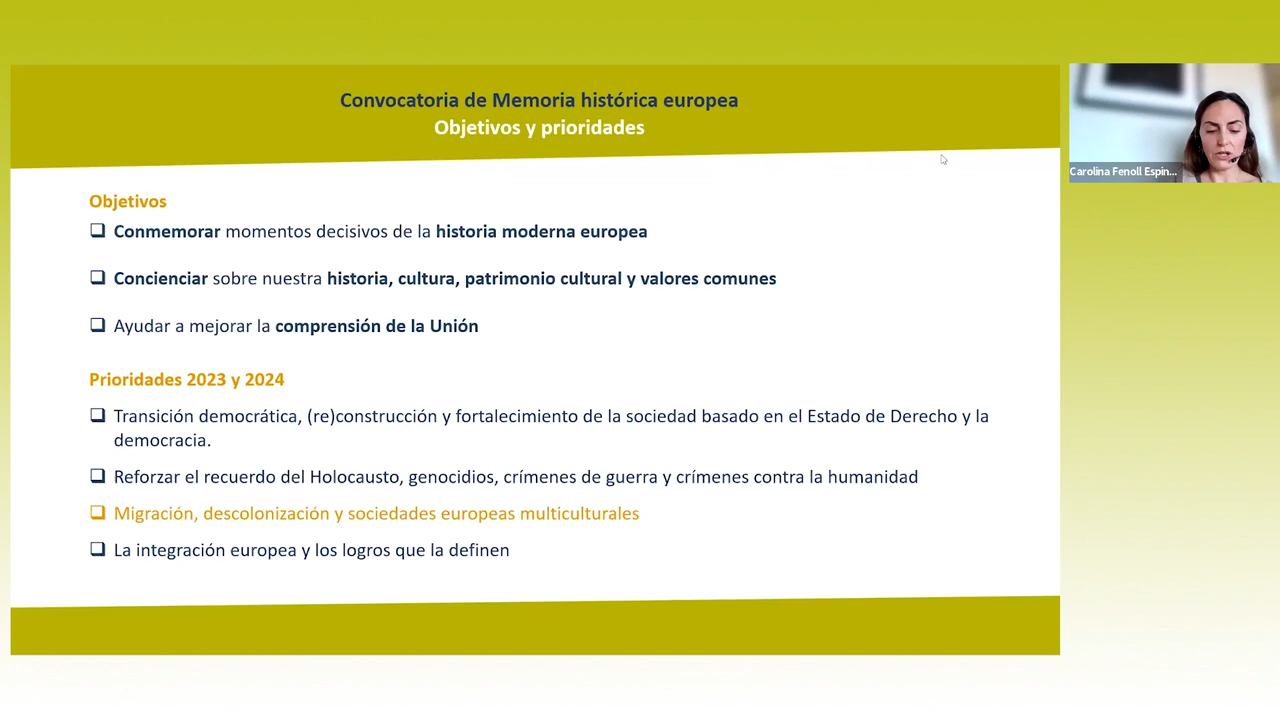 Convocatoria de Memoria histórica europea
Objetivos y prioridades
Carolina Fenoll Espin...
Objetivos
Conmemorar momentos decisivos de la historia moderna europea
Concienciar sobre nuestra historia, cultura, patrimonio cultural y valores comunes
Ayudar a mejorar la comprensión de la Unión
Prioridades 2023 y 2024
Transición democrática, (re)construcción y fortalecimiento de la sociedad basado en el Estado de Derecho y la
democracia.
Reforzar el recuerdo del Holocausto, genocidios, crímenes de guerra y crímenes contra la humanidad
Migración, descolonización y sociedades europeas multiculturales
La integración europea y los logros que la definen